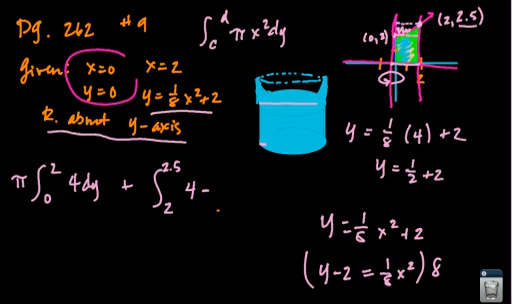 Pg. 262 #9
∫_c^d πx²dy
(2, 2.5)
(0, 2)
2
Given: x=0 x=2
y=0 y=1/8 x²+2
R. about y-axis
π∫_0^2 4dy + ∫_2^2.5 4 -
y = 1/8 (4) + 2
y = 1/2 + 2
y = 1/8 x² + 2
(y-2 = 1/8 x²) 8